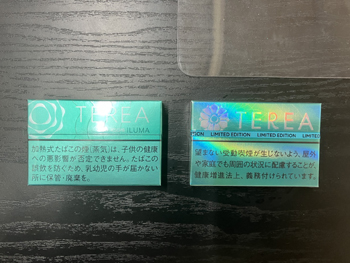 TEREA
ILUMA
加熱式たばこの煙(蒸気)は、子供の健康
への悪影響が否定できません。たばこの
誤飲を防ぐため、乳幼児の手が届かない
所に保管・廃棄を。
TEREA
LIMITED EDITION LIMITED EDITION
望まない受動喫煙が生じないよう、屋外
や家庭でも周囲の状況に配慮することが、
健康増進法上、義務付けられています。